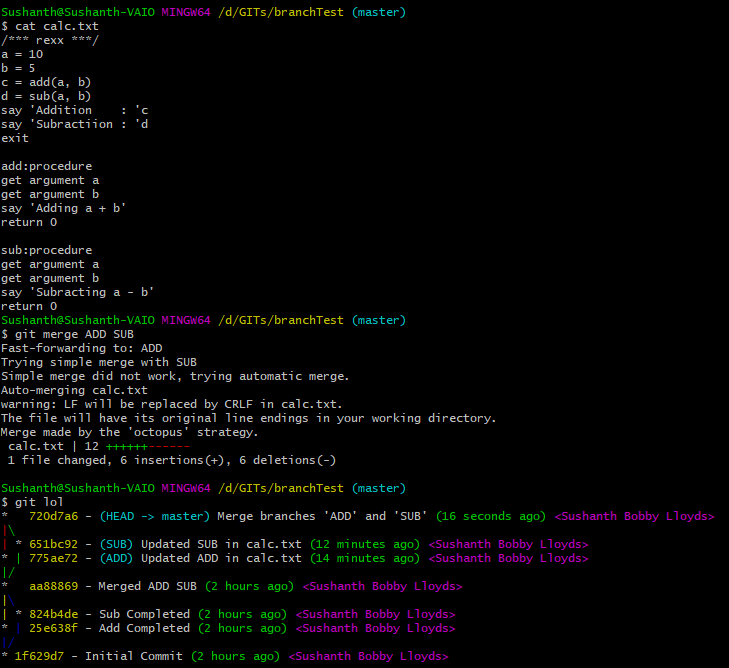 Sushanth@Sushanth-VAIO MINGW64 /d/GITs/branchTest (master)
$ cat calc.txt
/*** rexx ***/
a = 10
b = 5
c = add(a, b)
d = sub(a, b)
say 'Addition    : 'c
say 'Subractiion : 'd
exit

add:procedure
get argument a
get argument b
say 'Adding a + b'
return 0

sub:procedure
get argument a
get argument b
say 'Subracting a - b'
return 0
Sushanth@Sushanth-VAIO MINGW64 /d/GITs/branchTest (master)
$ git merge ADD SUB
Fast-forwarding to: ADD
Trying simple merge with SUB
Simple merge did not work, trying automatic merge.
Auto-merging calc.txt
warning: LF will be replaced by CRLF in calc.txt.
The file will have its original line endings in your working directory.
Merge made by the 'octopus' strategy.
 calc.txt | 12 ++++++------
 1 file changed, 6 insertions(+), 6 deletions(-)

Sushanth@Sushanth-VAIO MINGW64 /d/GITs/branchTest (master)
$ git lol
*   720d7a6 - (HEAD -> master) Merge branches 'ADD' and 'SUB' (16 seconds ago) <Sushanth Bobby Lloyds>
|\
| * 651bc92 - (SUB) Updated SUB in calc.txt (12 minutes ago) <Sushanth Bobby Lloyds>
* | 775ae72 - (ADD) Updated ADD in calc.txt (14 minutes ago) <Sushanth Bobby Lloyds>
|/
*   aa88869 - Merged ADD SUB (2 hours ago) <Sushanth Bobby Lloyds>
|\
| * 824b4de - Sub Completed (2 hours ago) <Sushanth Bobby Lloyds>
* | 25e638f - Add Completed (2 hours ago) <Sushanth Bobby Lloyds>
|/
* 1f629d7 - Initial Commit (2 hours ago) <Sushanth Bobby Lloyds>